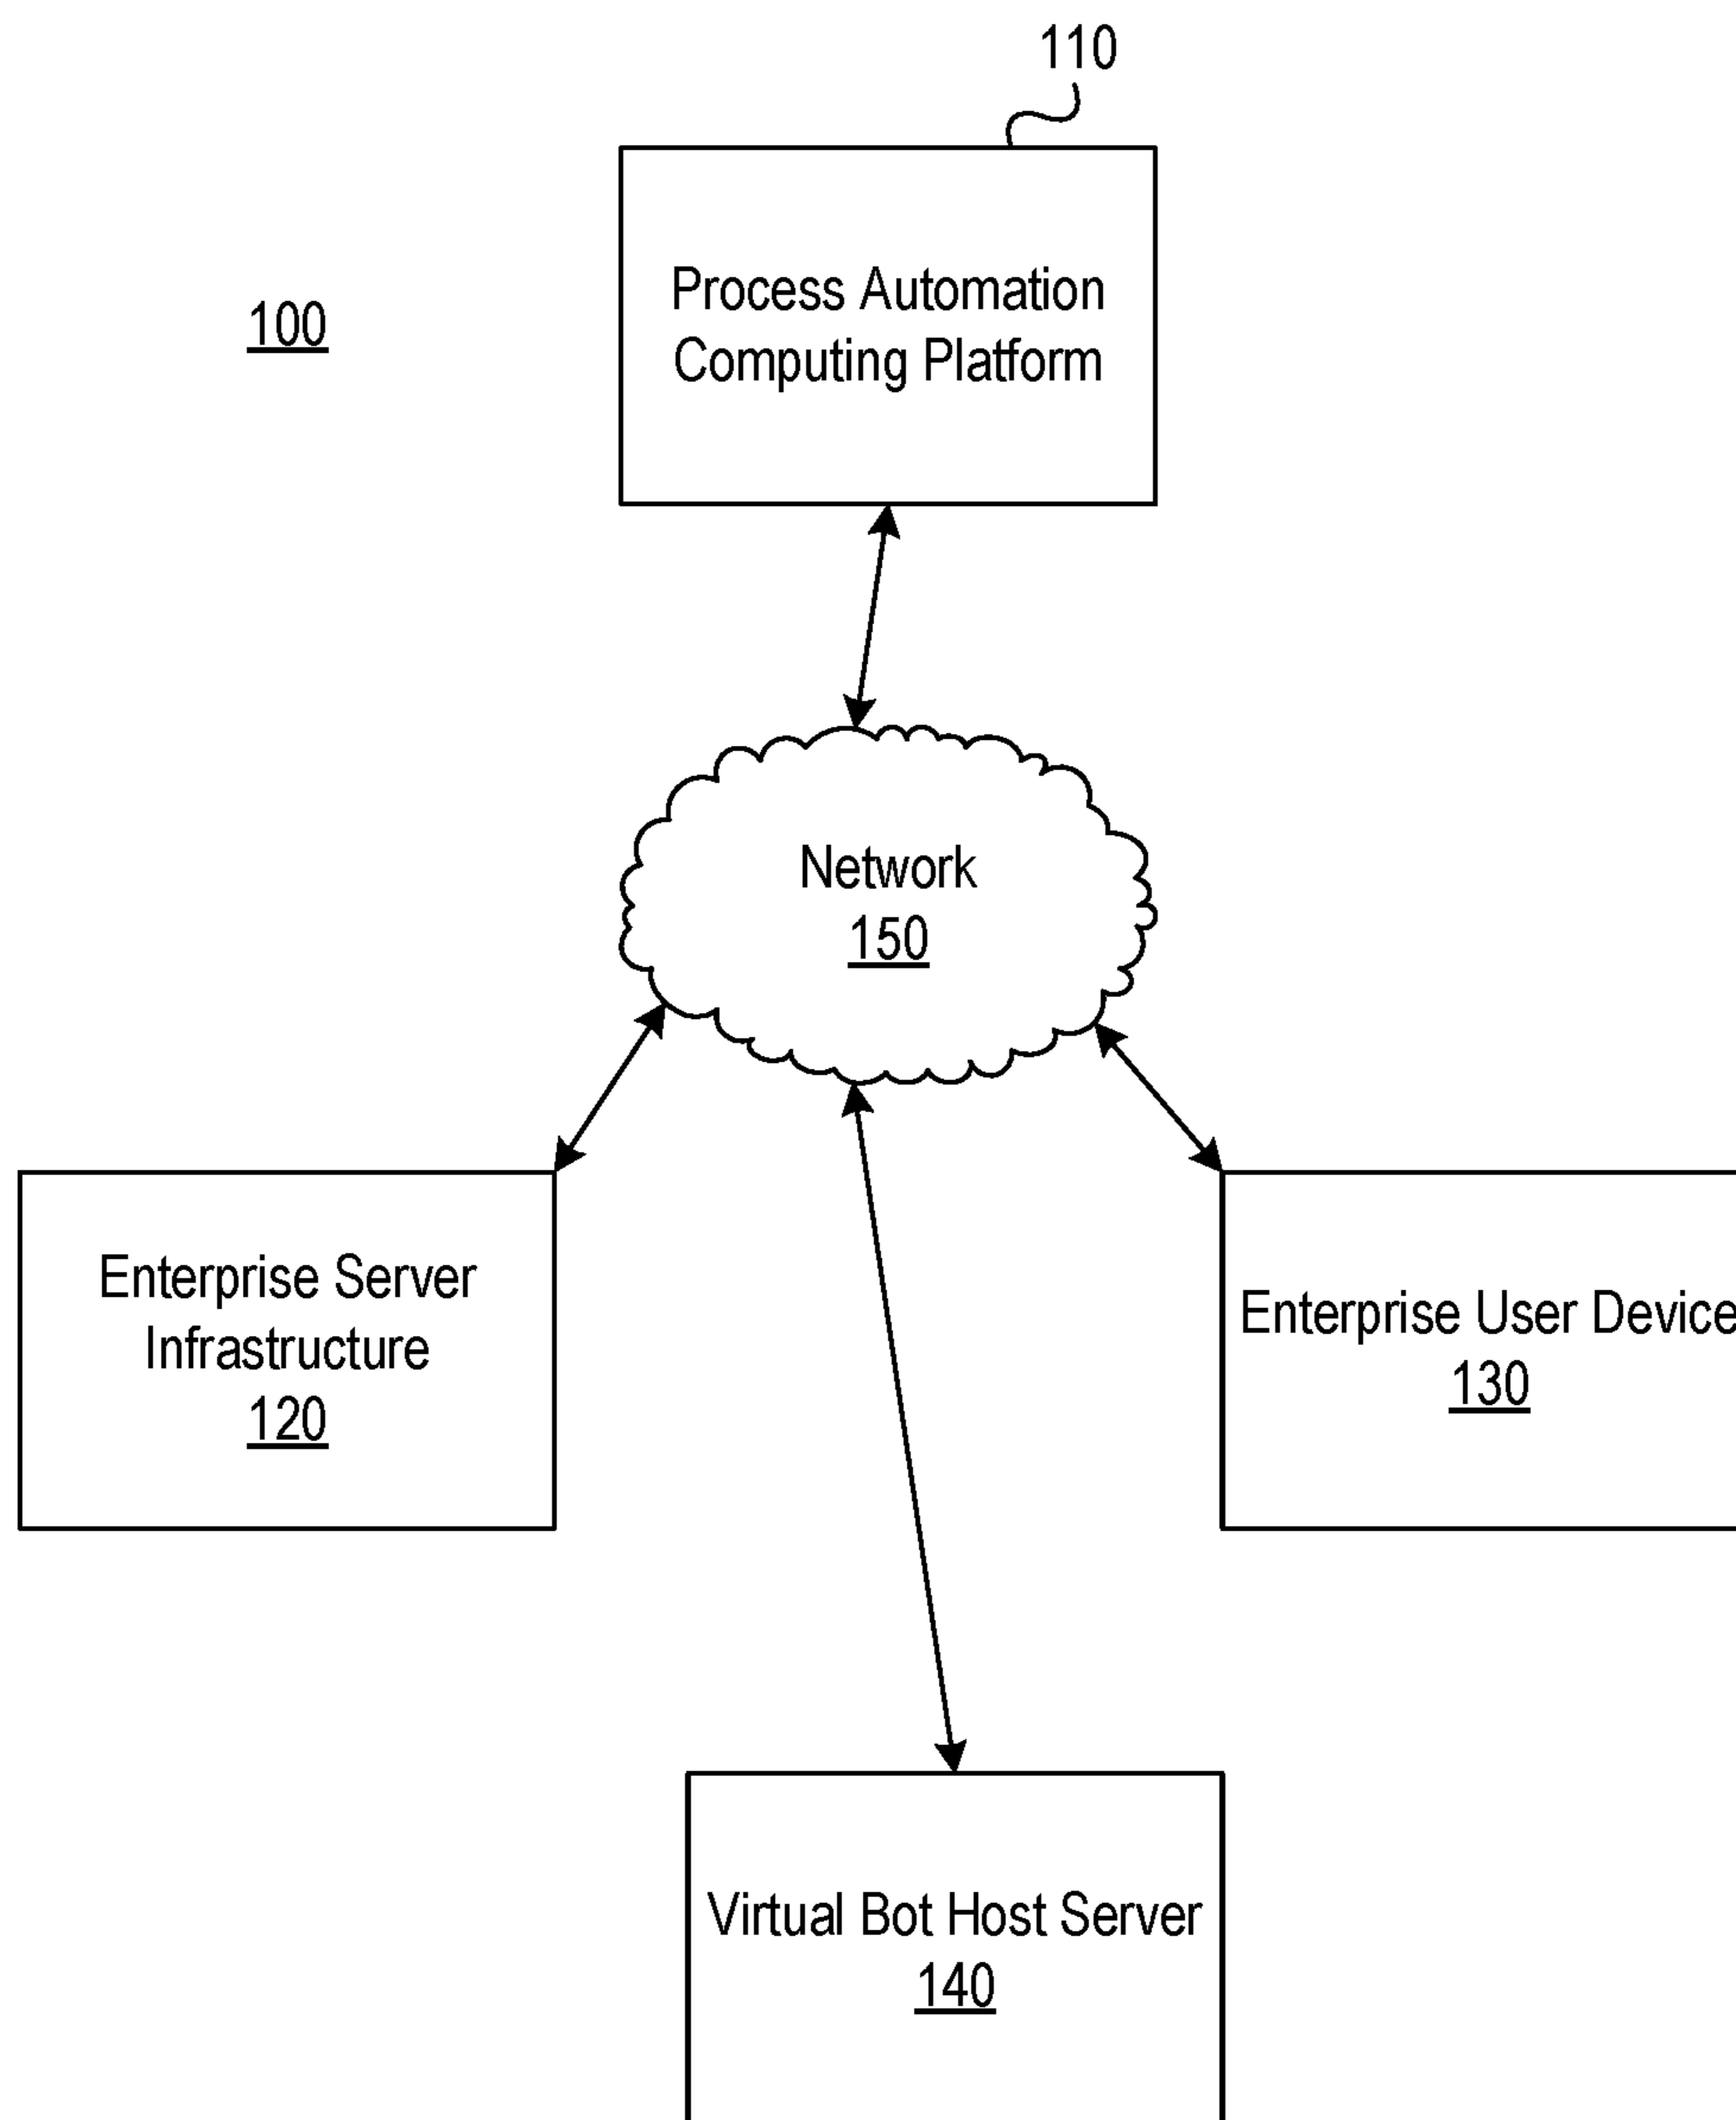 110
100
Process Automation
Computing Platform
Network
150
Enterprise Server
Infrastructure
120
Enterprise User Device
130
Virtual Bot Host Server
140